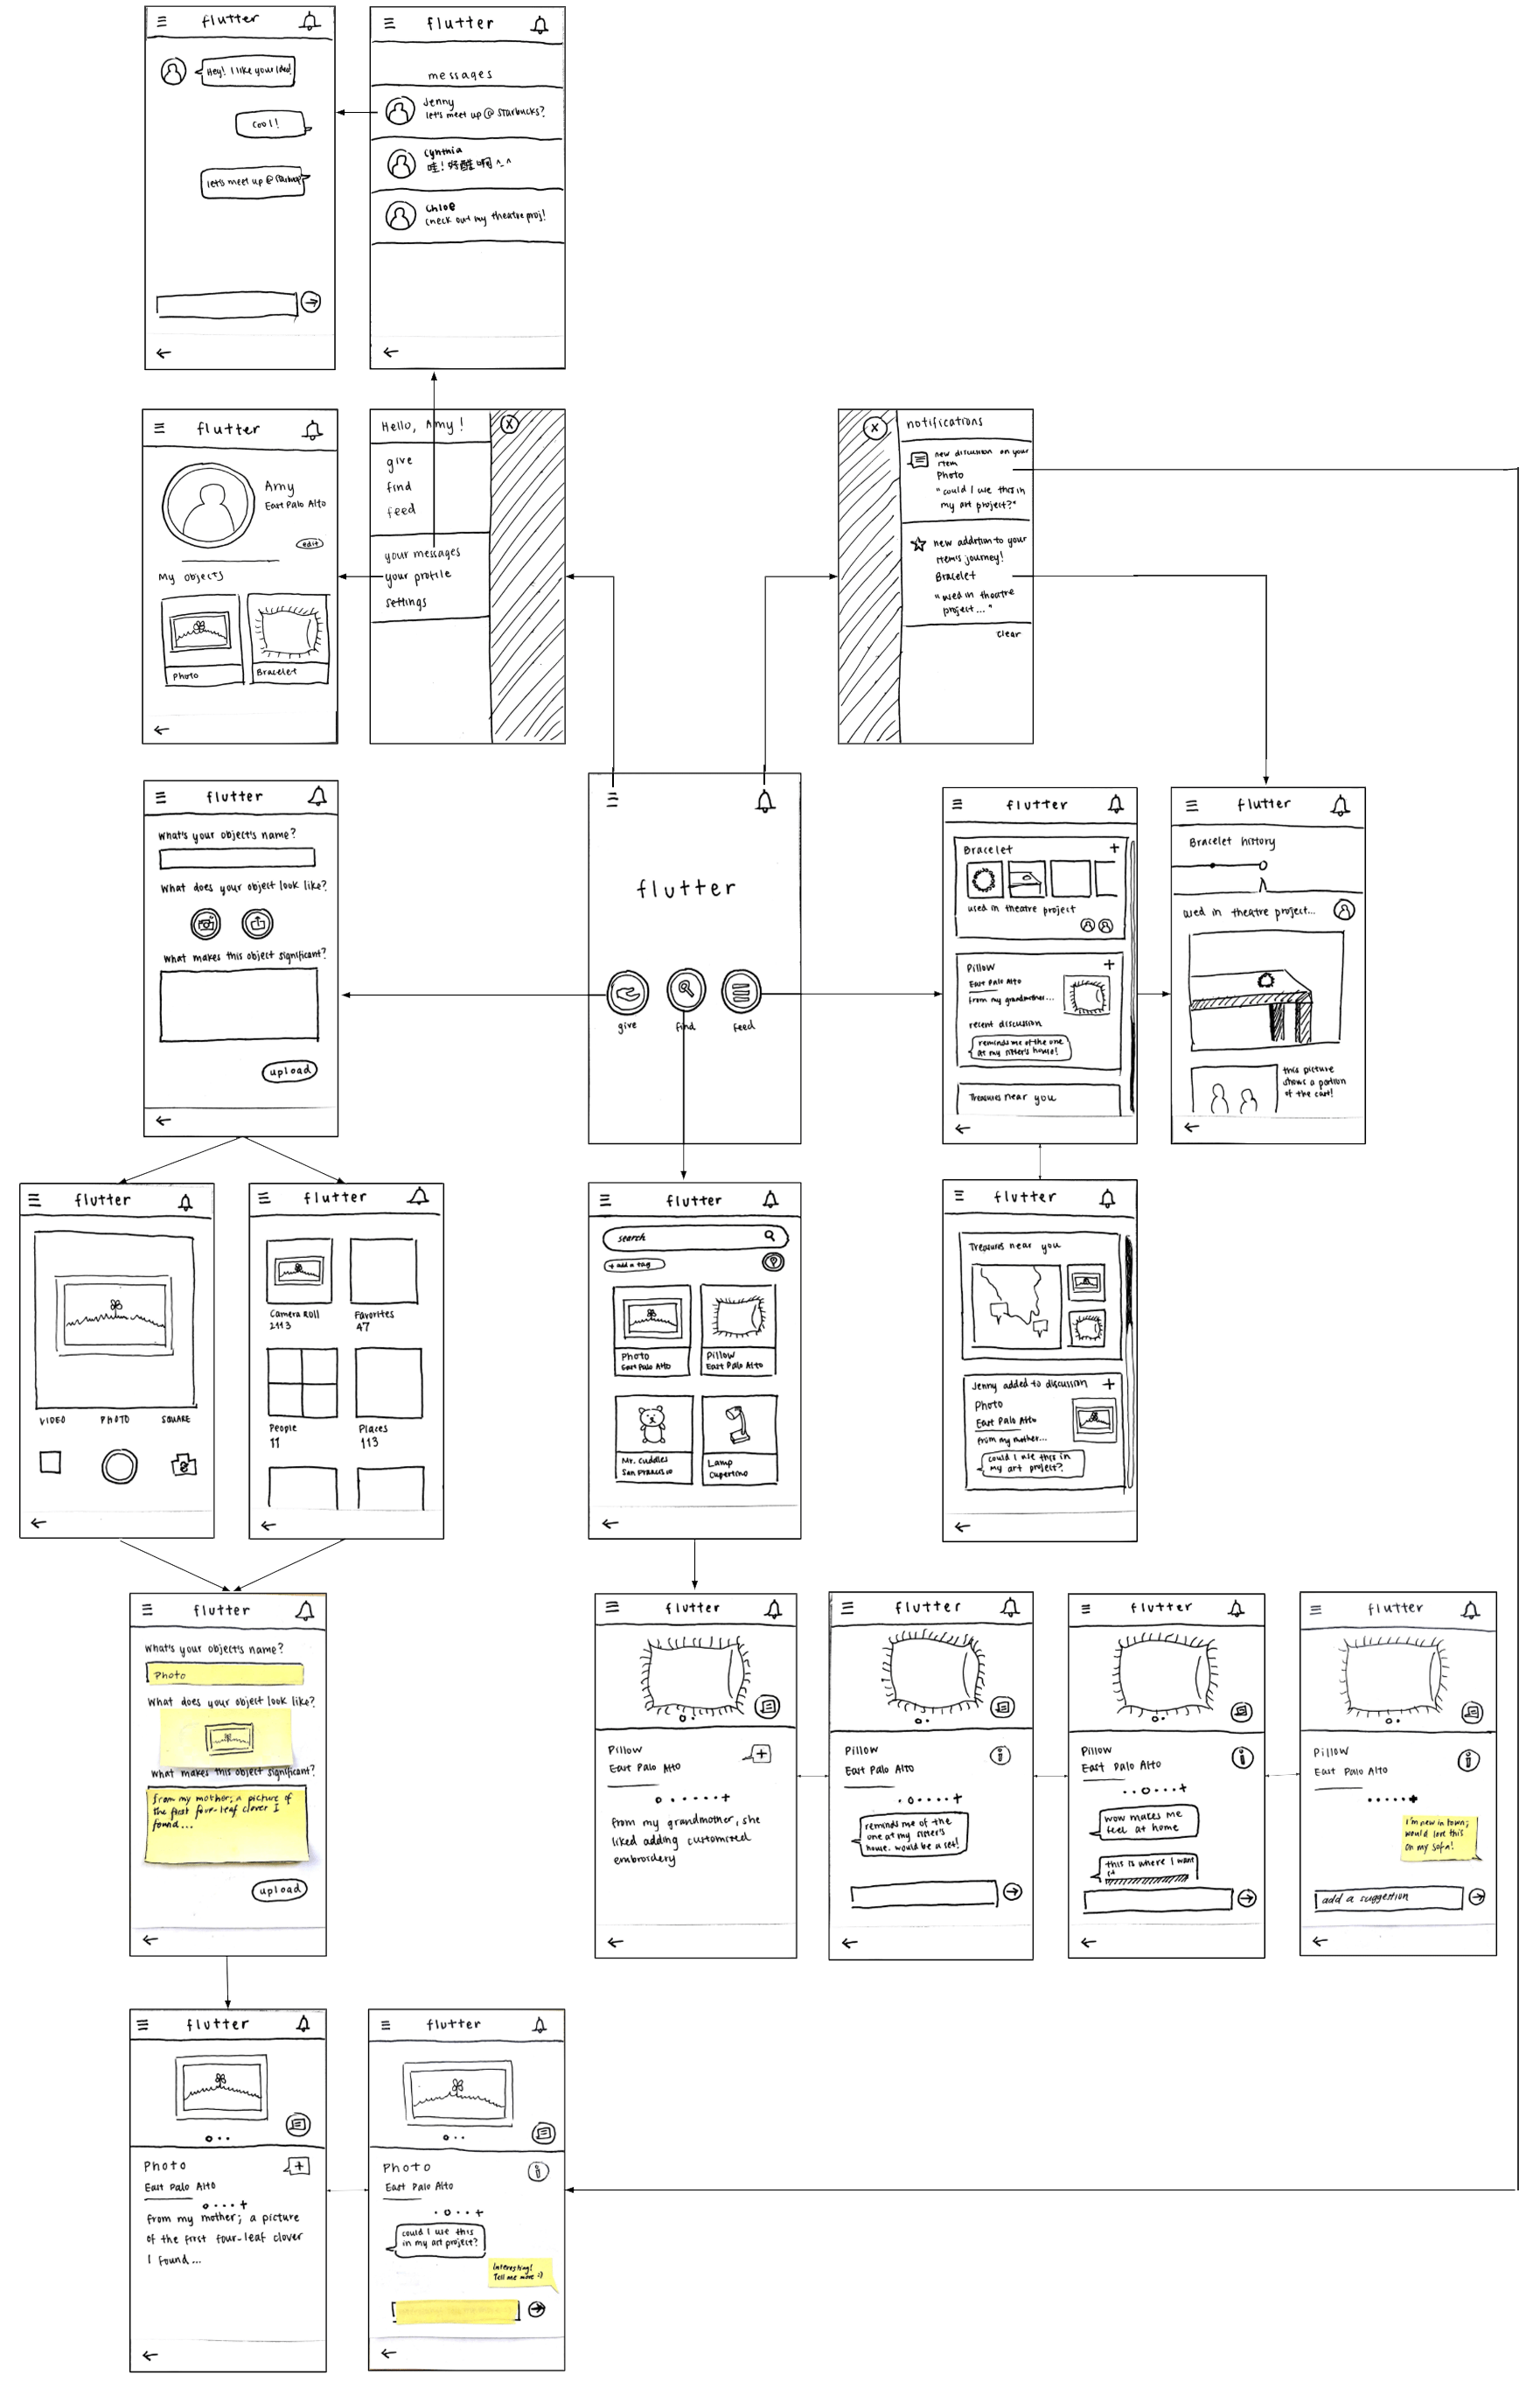 flutter
Hey! I like your idea!
cool!
let's meet up @ Starbucks
flutter
messages
Jenny
let's meet up @ Starbucks?
Cynthia
哇!好酷啊 ^_^
Chloe
check out my theatre proj!
flutter
Amy
East Palo Alto
edit
My objects
Photo
Bracelet
Hello, Amy!
X
give
find
feed
your messages
your profile
settings
X
notifications
new discussion on your item
Photo
"could I use this in
my art project?"
new addition to your
item's journey!
Bracelet
"used in theatre
project..."
clear
flutter
What's your object's name?
What does your object look like?
What makes this object significant?
upload
flutter
give
find
feed
flutter
Bracelet +
used in theatre project
Pillow +
East Palo Alto
from my grandmother...
recent discussion
reminds me of the one
at my sister's house!
Treasures near you
flutter
Bracelet history
used in theatre project...
this picture
shows a portion
of the cast!
flutter
VIDEO PHOTO SQUARE
flutter
Camera Roll
2113
Favorites
47
People
11
Places
113
flutter
search
+ add a tag
Photo
East Palo Alto
Pillow
East Palo Alto
Mr. Cuddles
San Francisco
Lamp
Cupertino
flutter
Treasures near you
Jenny added to discussion +
Photo
East Palo Alto
from my mother...
could I use this in
my art project?
flutter
What's your object's name?
Photo
What does your object look like?
What makes this object significant?
from my mother; a picture of
the first four-leaf clover I
found...
upload
flutter
Pillow
East Palo Alto
+
from my grandmother, she
liked adding customized
embroidery
flutter
Pillow
East Palo Alto
i
+
reminds me of the
one at my sister's
house. would be a set!
flutter
Pillow
East Palo Alto
i
+
wow makes me
feel at home
this is where I want
flutter
Pillow
East Palo Alto
i
+
I'm new in town;
would love this
on my sofa!
add a suggestion
flutter
Photo
East Palo Alto
+
from my mother; a picture
of the first four-leaf clover
I found...
flutter
Photo
East Palo Alto
i
+
could I use this
in my art project?
Interesting!
Tell me more :)